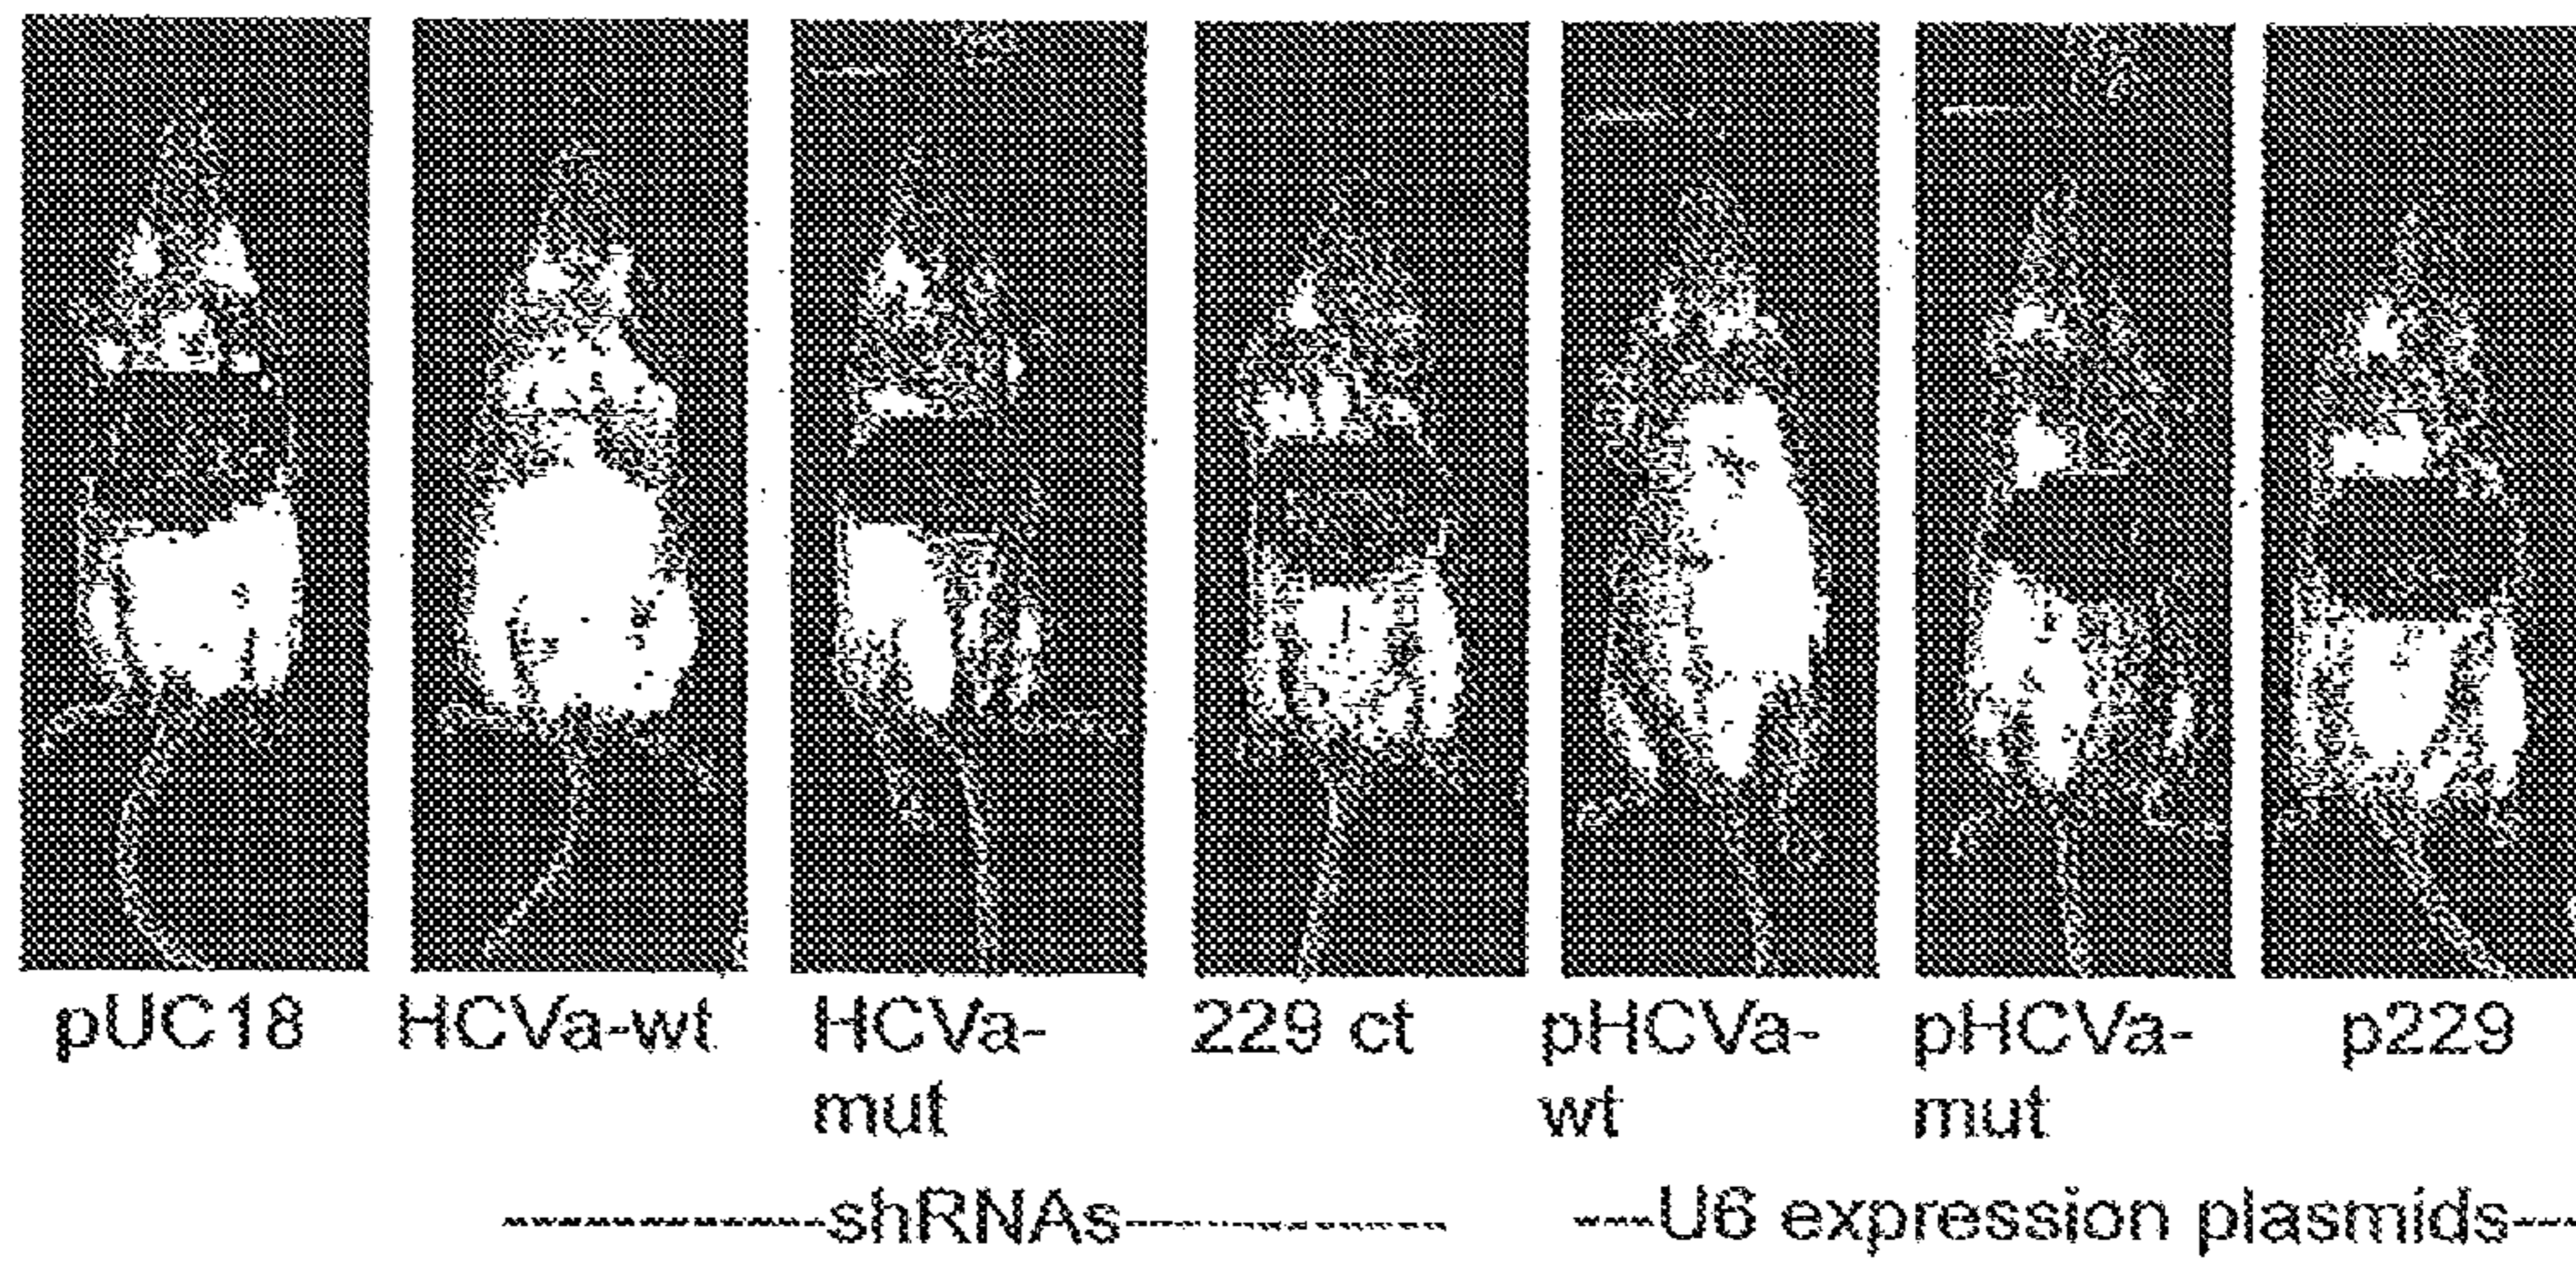 pUC18 HCVa-wt HCVa- 229 ct pHCVa- pHCVa- p229
mut wt mut
shRNAs U6 expression plasmids